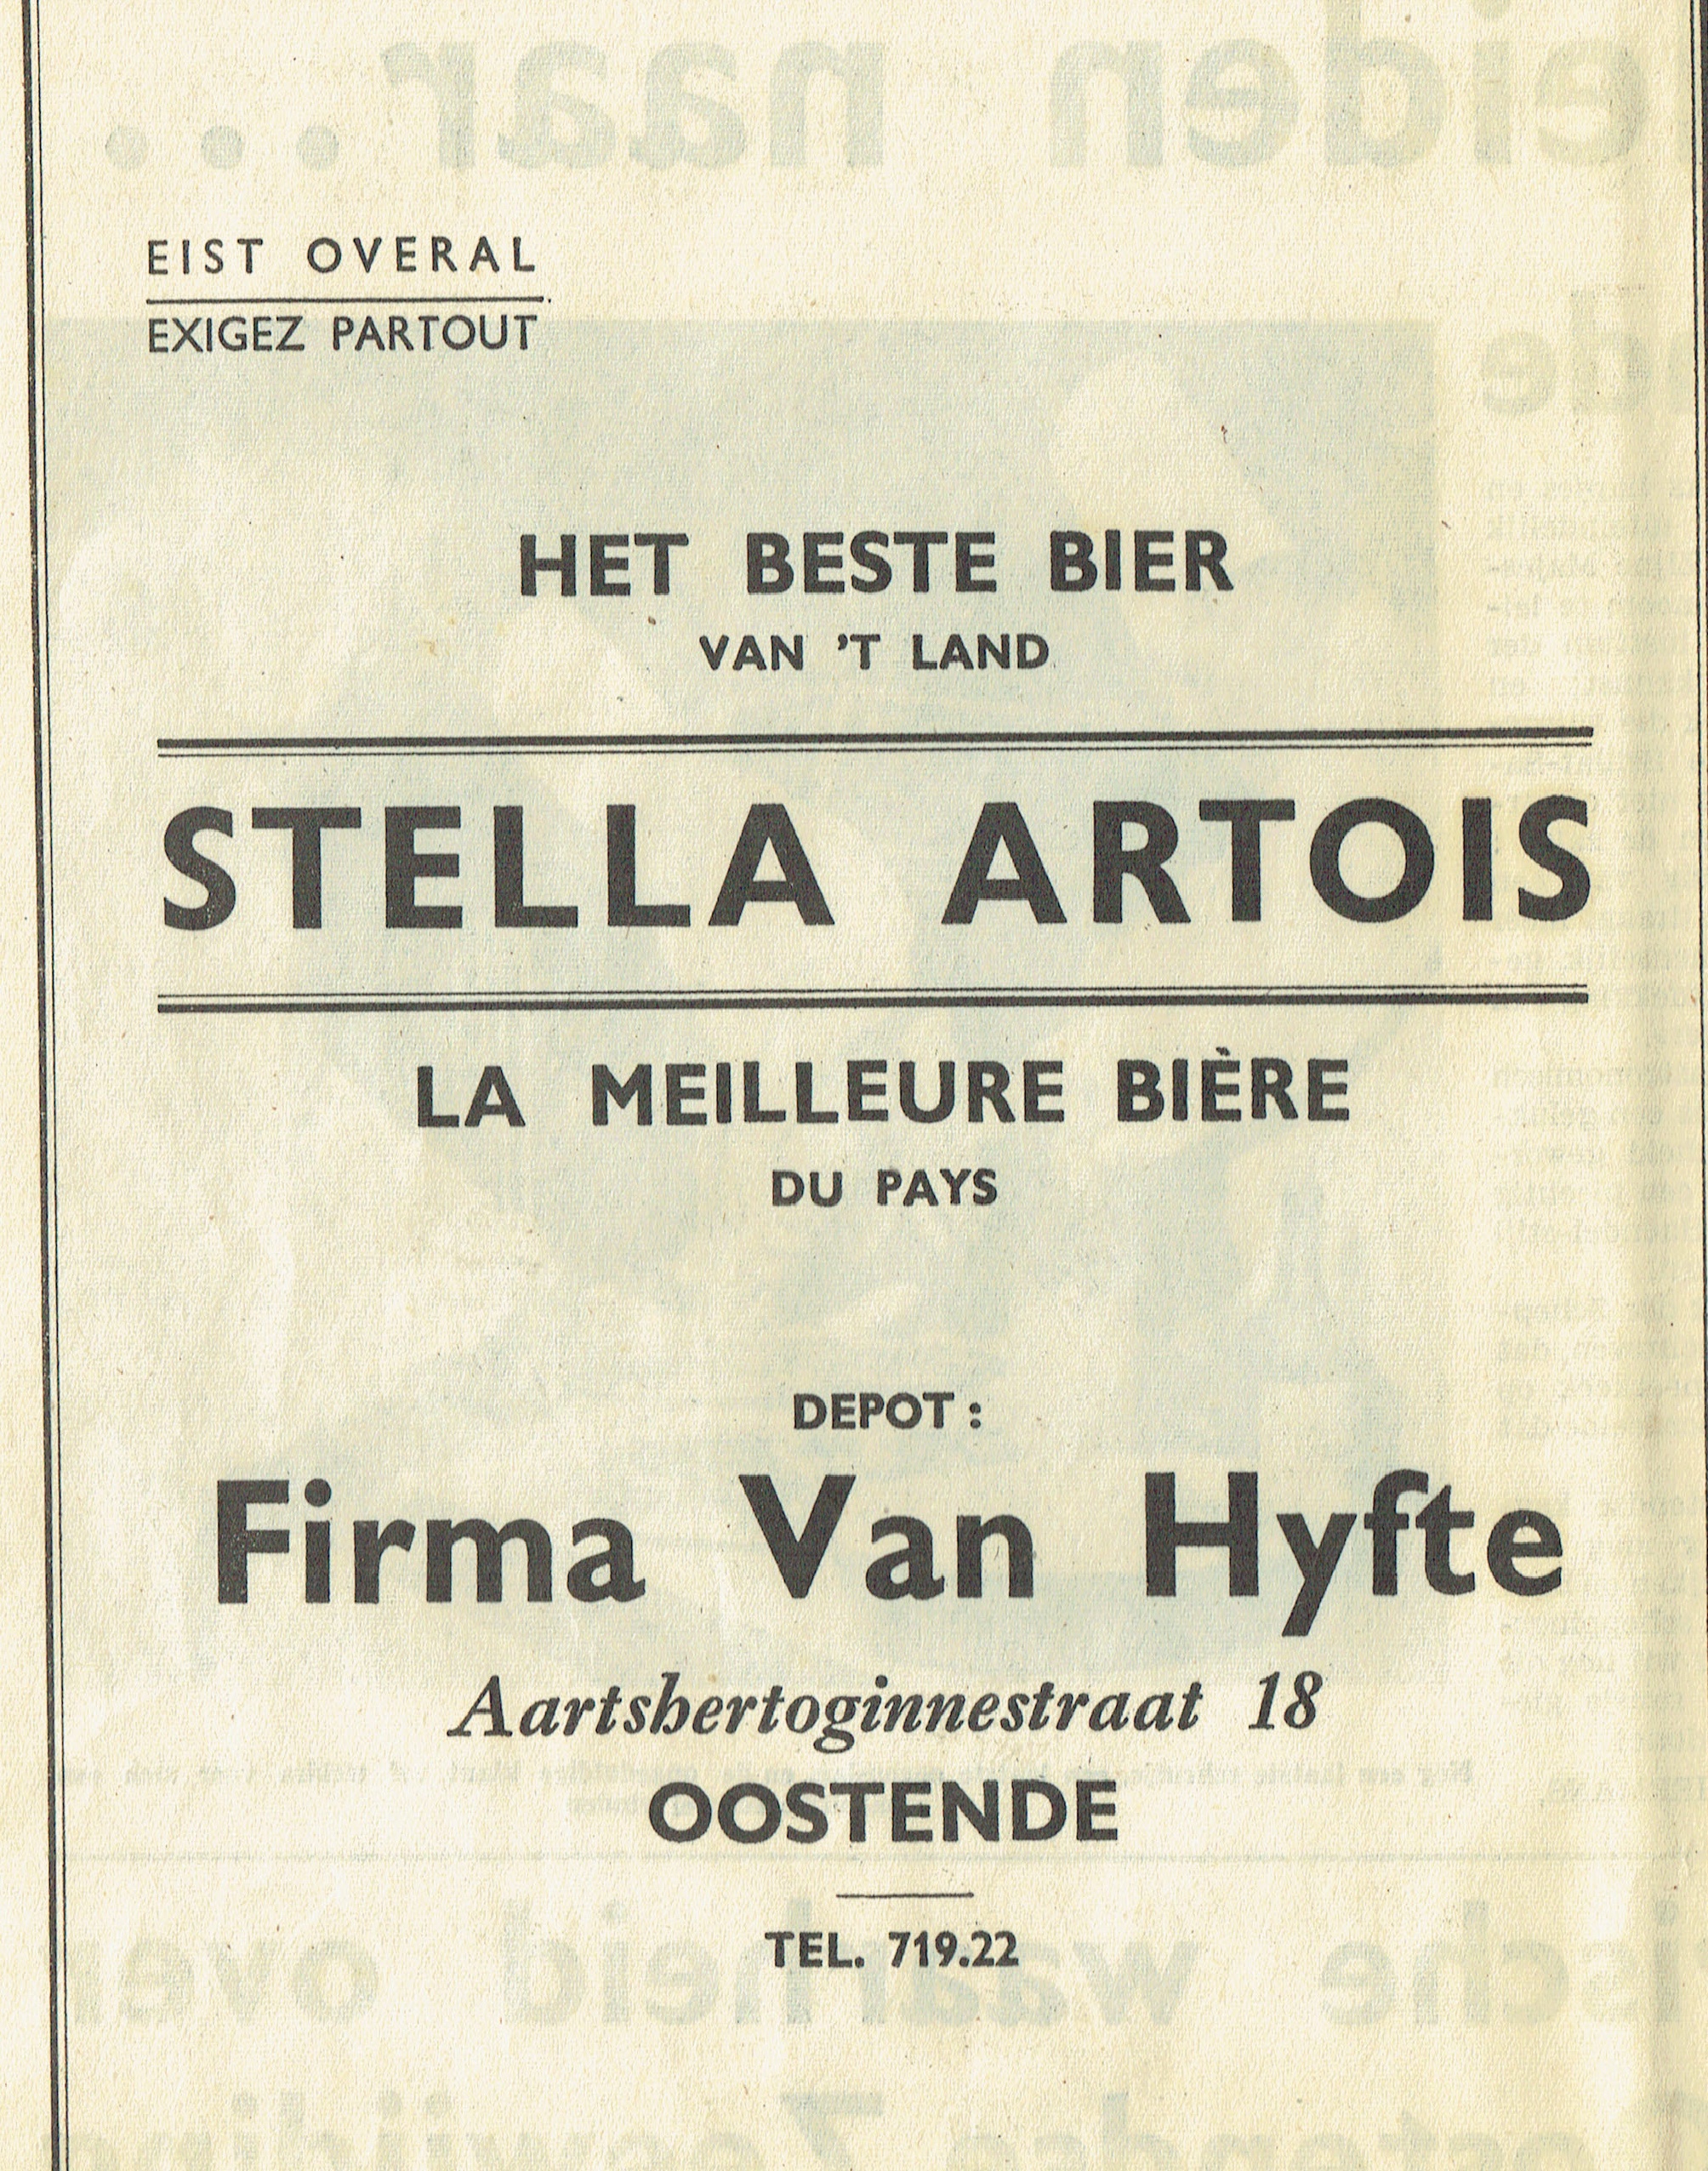 EIST OVERAL
EXIGEZ PARTOUT
HET BESTE BIER
VAN 'T LAND
STELLA ARTOIS
LA MEILLEURE BIÈRE
DU PAYS
DEPOT :
Firma Van Hyfte
Aartshertoginnestraat 18
OOSTENDE
TEL. 719.22